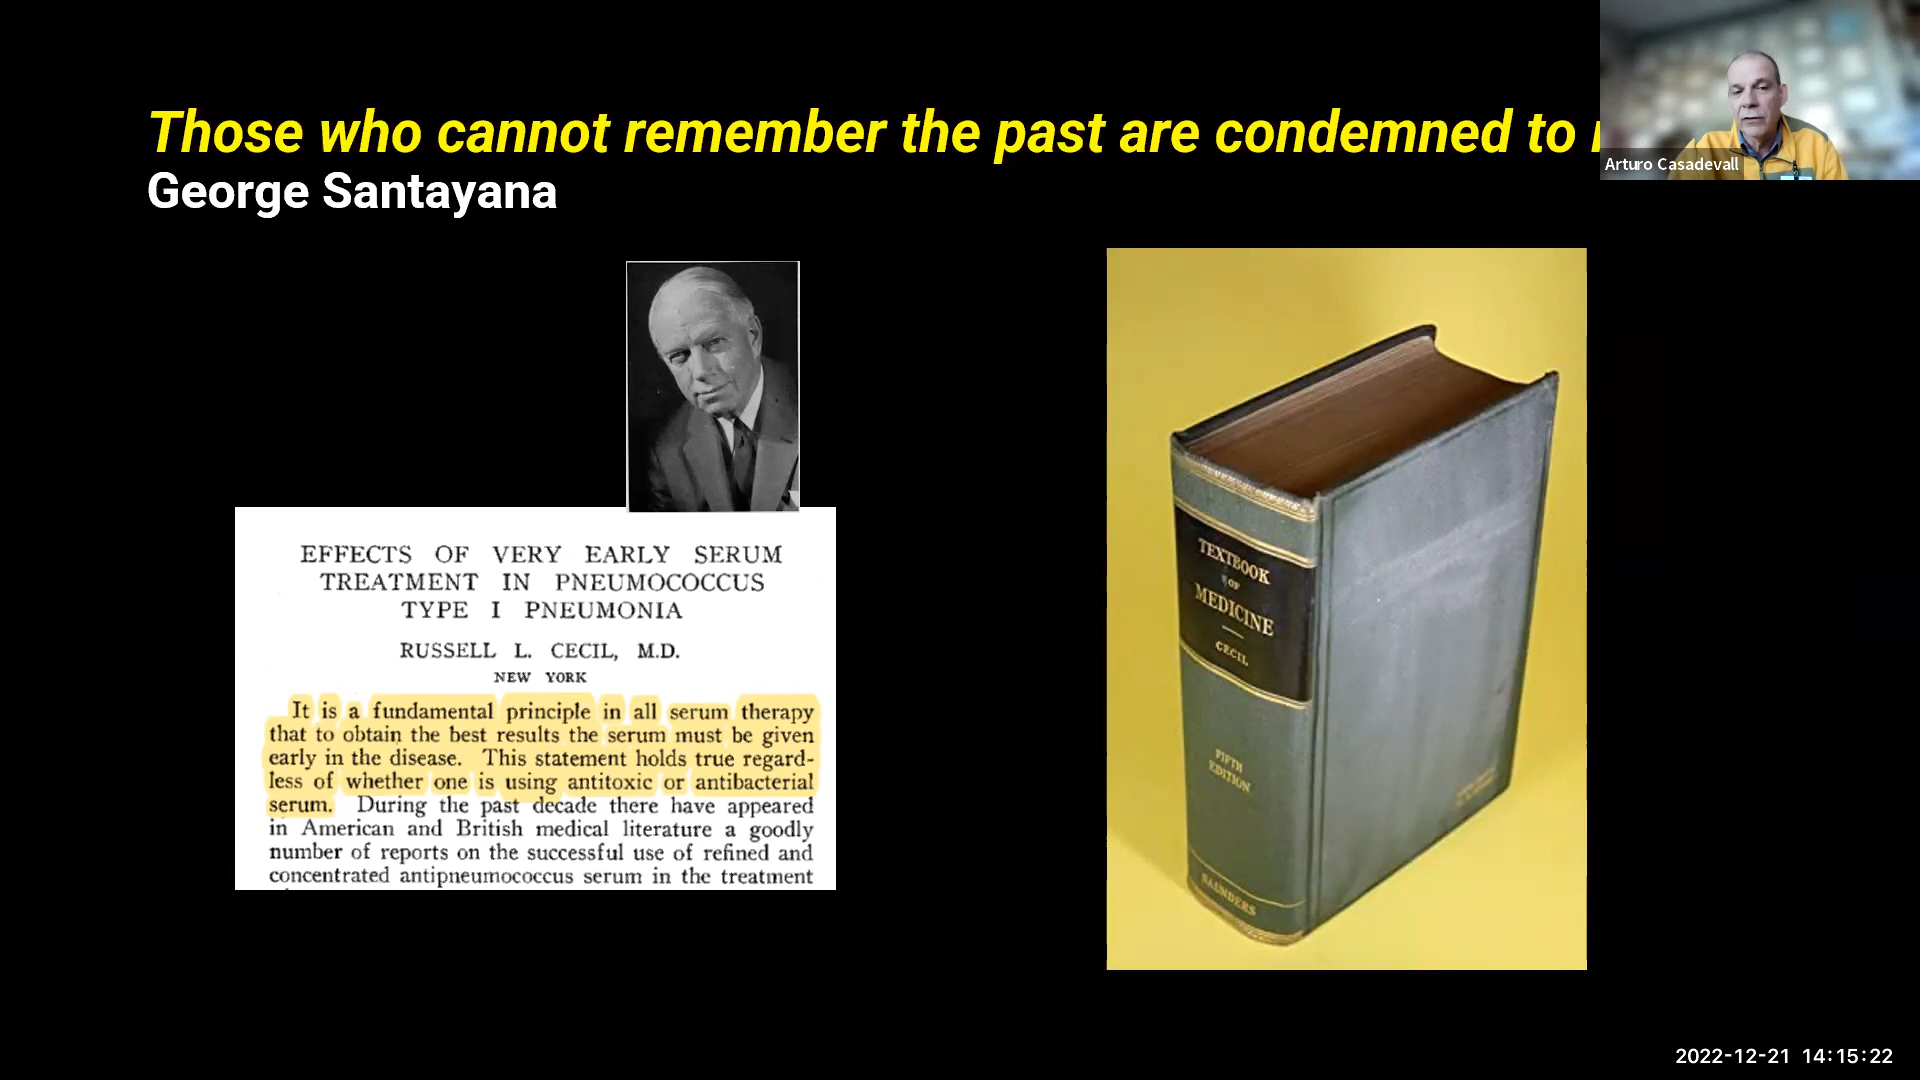 Those who cannot remember the past are condemned to
George Santayana
Arturo Casadevall
EFFECTS OF VERY EARLY SERUM
TREATMENT IN PNEUMOCOCCUS
TYPE I PNEUMONIA
RUSSELL L. CECIL, M.D.
NEW YORK
It is a fundamental principle in all serum therapy
that to obtain the best results the serum must be given
early in the disease. This statement holds true regard-
less of whether one is using antitoxic or antibacterial
serum. During the past decade there have appeared
in American and British medical literature a goodly
number of reports on the successful use of refined and
concentrated antipneumococcus serum in the treatment
TEXTBOOK
OF
MEDICINE
CECIL
FIFTH
EDITION
SAUNDERS
2022-12-21 14:15:22